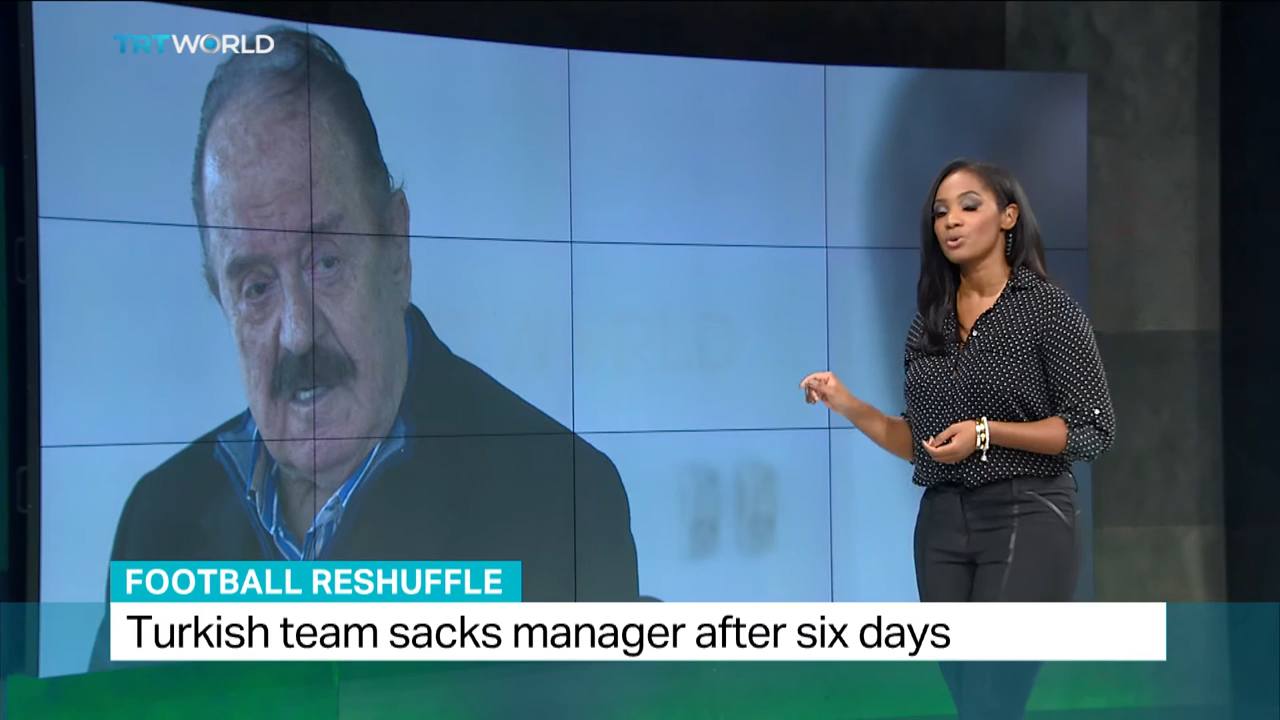 TRTWORLD
FOOTBALL RESHUFFLE
Turkish team sacks manager after six days